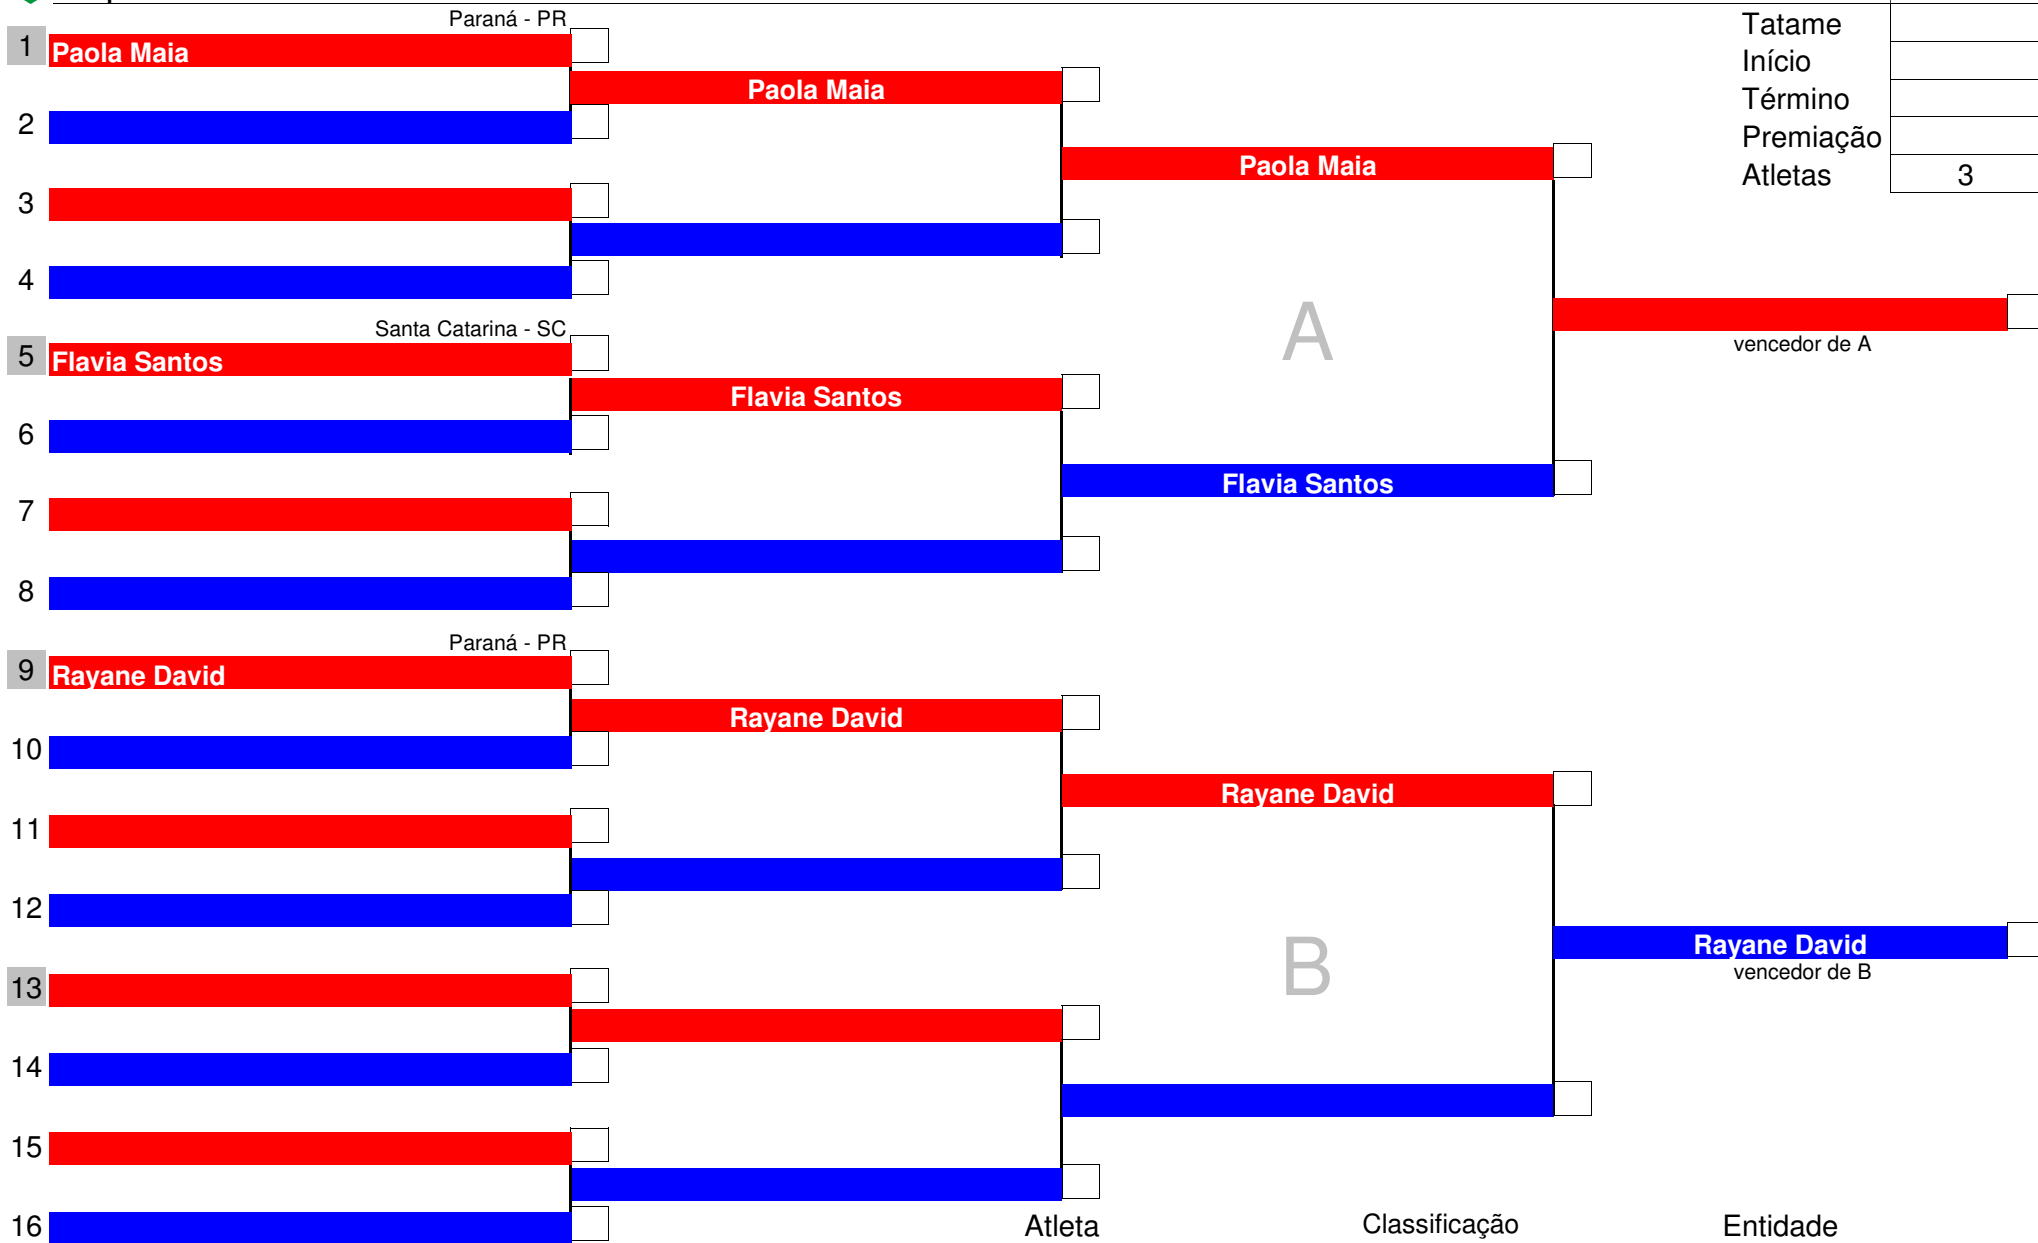 Paraná - PR
1 Paola Maia
Paola Maia
2
Paola Maia
3
4
Santa Catarina - SC
5 Flavia Santos
Flavia Santos
6
Flavia Santos
7
8
A
vencedor de A
Paraná - PR
9 Rayane David
Rayane David
10
Rayane David
11
12
B
Rayane David
vencedor de B
13
14
15
16
Tatame
Início
Término
Premiação
Atletas 3
Atleta Classificação Entidade